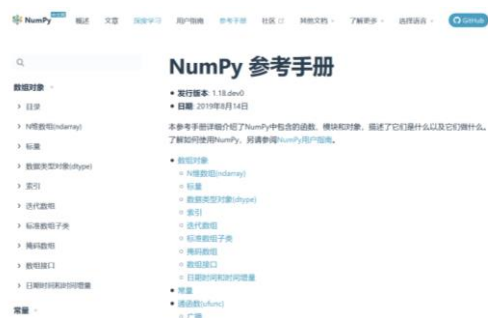 NumPy 中文网
概述 文章 深度学习 用户指南 参考手册 社区 其他文档 了解更多 选择语言 GitHub
NumPy 参考手册
发行版本: 1.18.dev0
日期: 2019年8月14日
本参考手册详细介绍了NumPy中包含的函数，模块和对象，描述了它们是什么以及它们做什么。
了解如何使用NumPy，另请参阅NumPy用户指南。
数组对象
N维数组(ndarray)
标量
数据类型对象(dtype)
索引
迭代数组
标准数组子类
掩码数组
数组接口
日期时间和时间增量
常量
通函数(ufunc)
广播
数组对象
目录
N维数组(ndarray)
标量
数据类型对象(dtype)
索引
迭代数组
标准数组子类
掩码数组
数组接口
日期时间和时间增量
常量